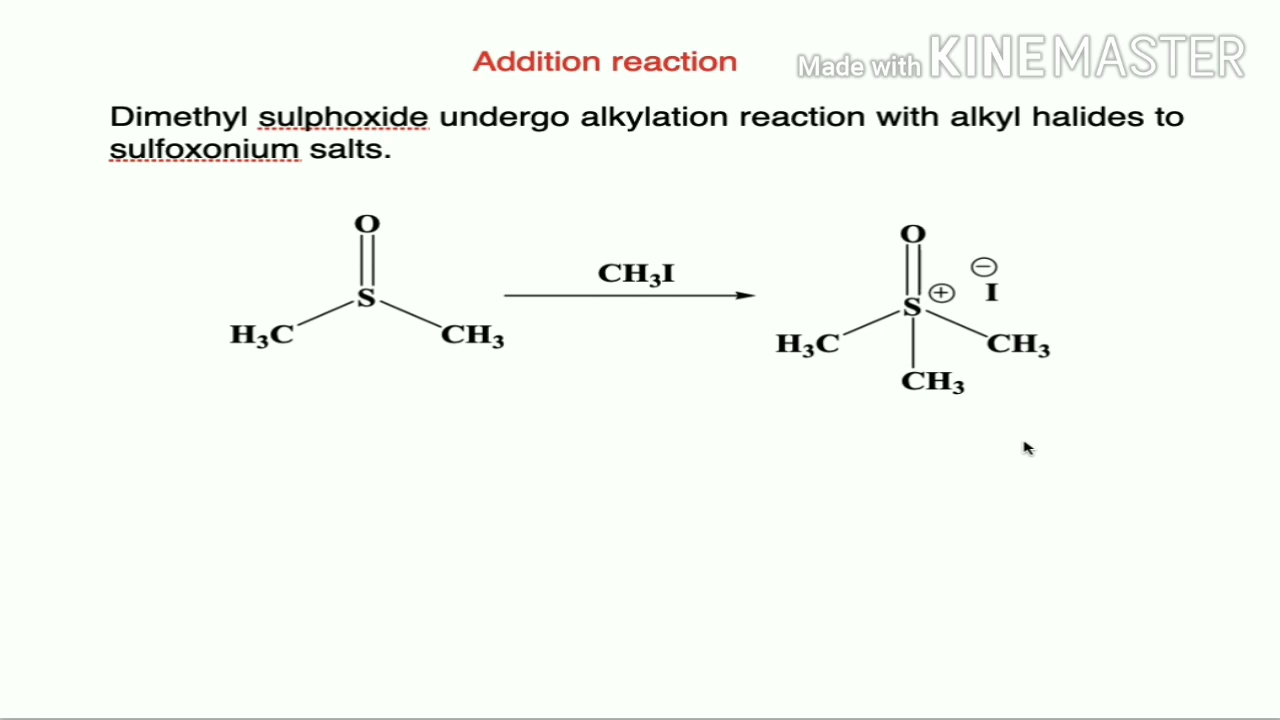 Addition reaction
Made with KINEMASTER
Dimethyl sulphoxide undergo alkylation reaction with alkyl halides to
sulfoxonium salts.
O
S
H₃C
CH₃
CH₃I
O
S ⊕
⊖
I
H₃C
CH₃
CH₃